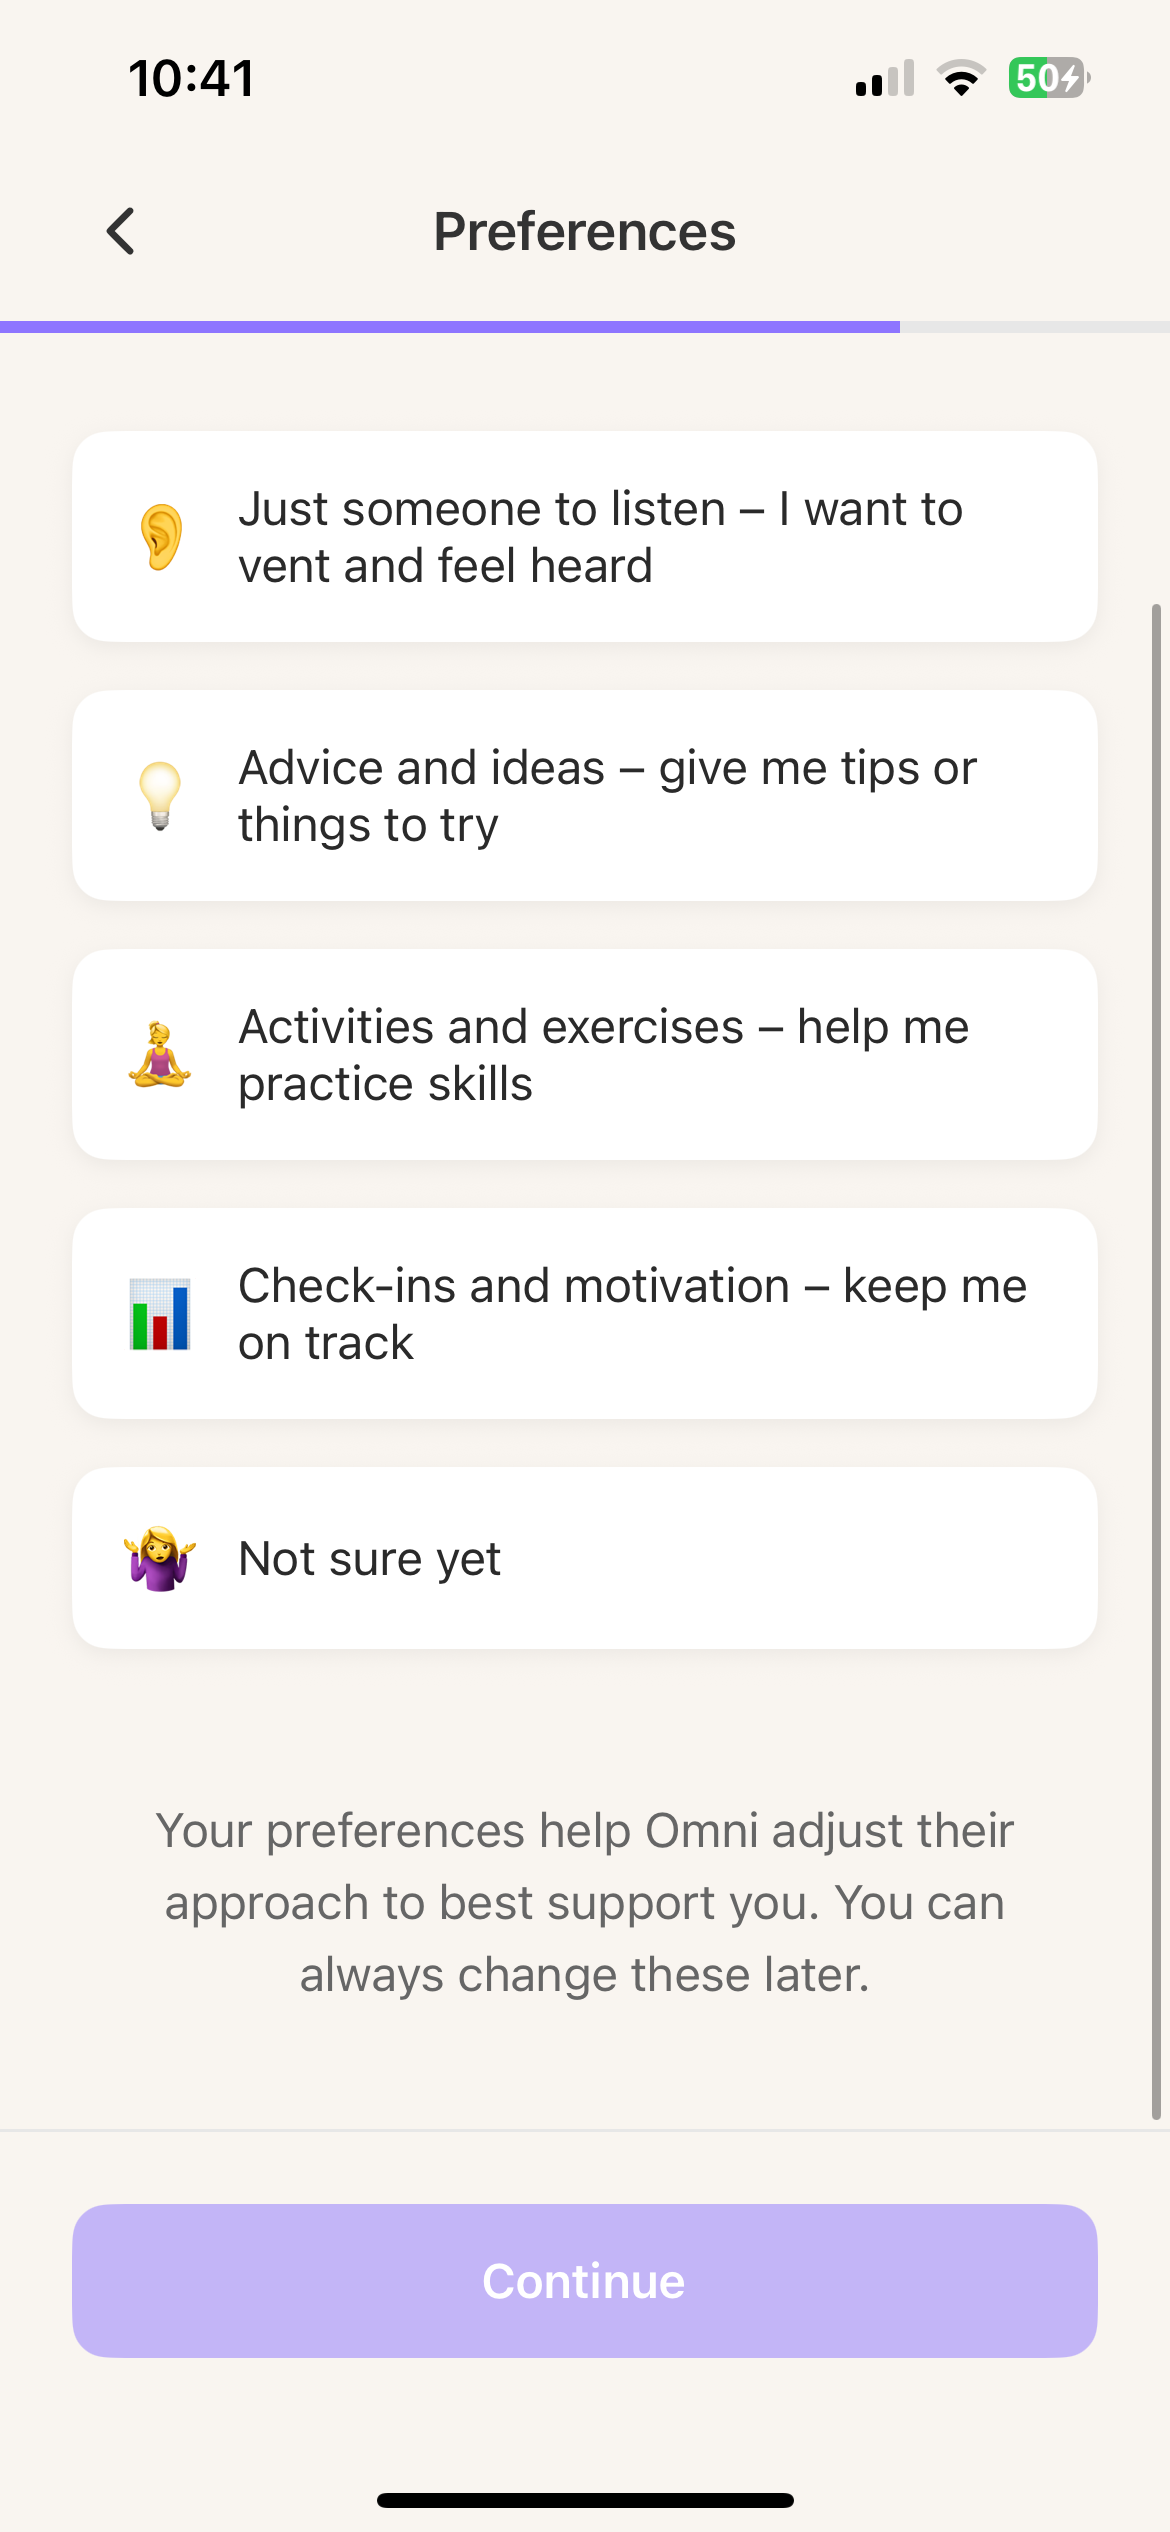 10:41
50
Preferences
Just someone to listen – I want to
vent and feel heard
Advice and ideas – give me tips or
things to try
Activities and exercises – help me
practice skills
Check-ins and motivation – keep me
on track
Not sure yet
Your preferences help Omni adjust their
approach to best support you. You can
always change these later.
Continue